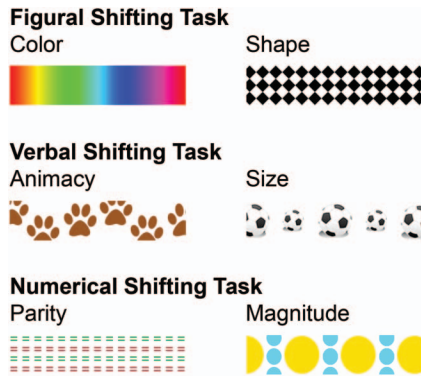 Figural Shifting Task
Color Shape
Verbal Shifting Task
Animacy Size
Numerical Shifting Task
Parity Magnitude